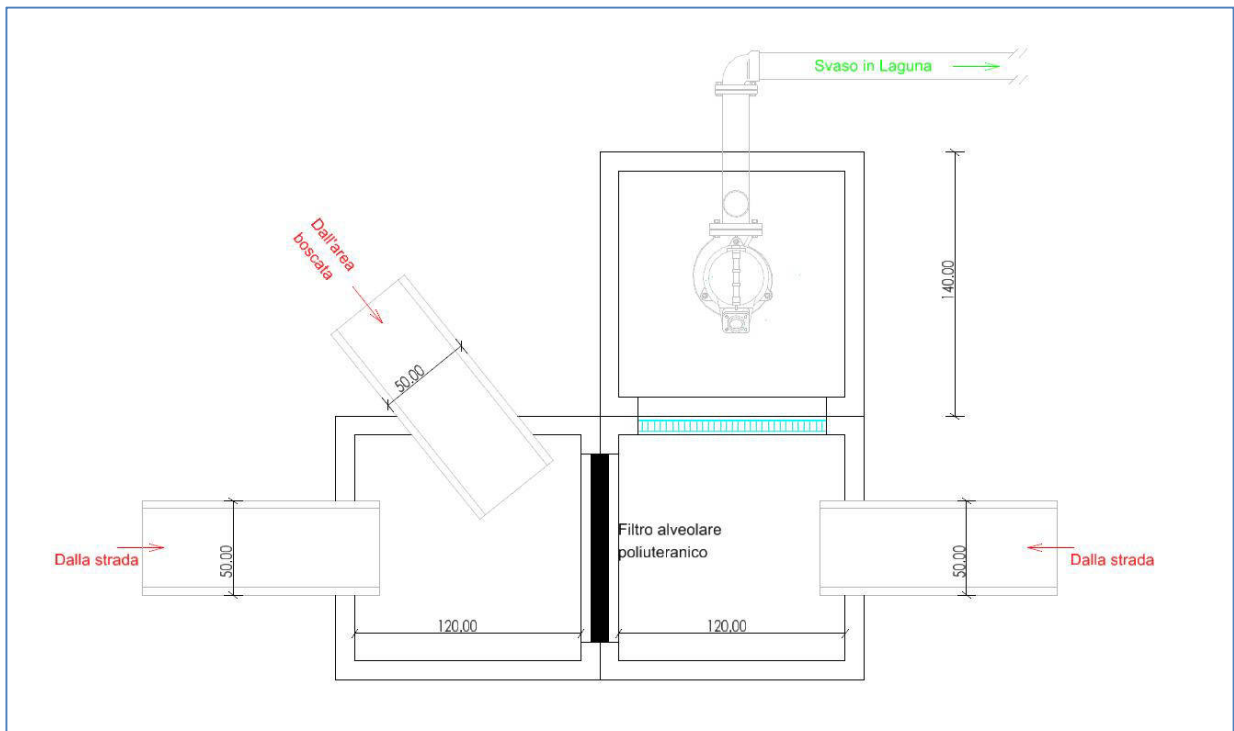 Svaso in Laguna
Dall'area
boscata
50.00
140.00
Filtro alveolare
poliuteranico
Dalla strada
50.00
50.00
Dalla strada
120.00
120.00